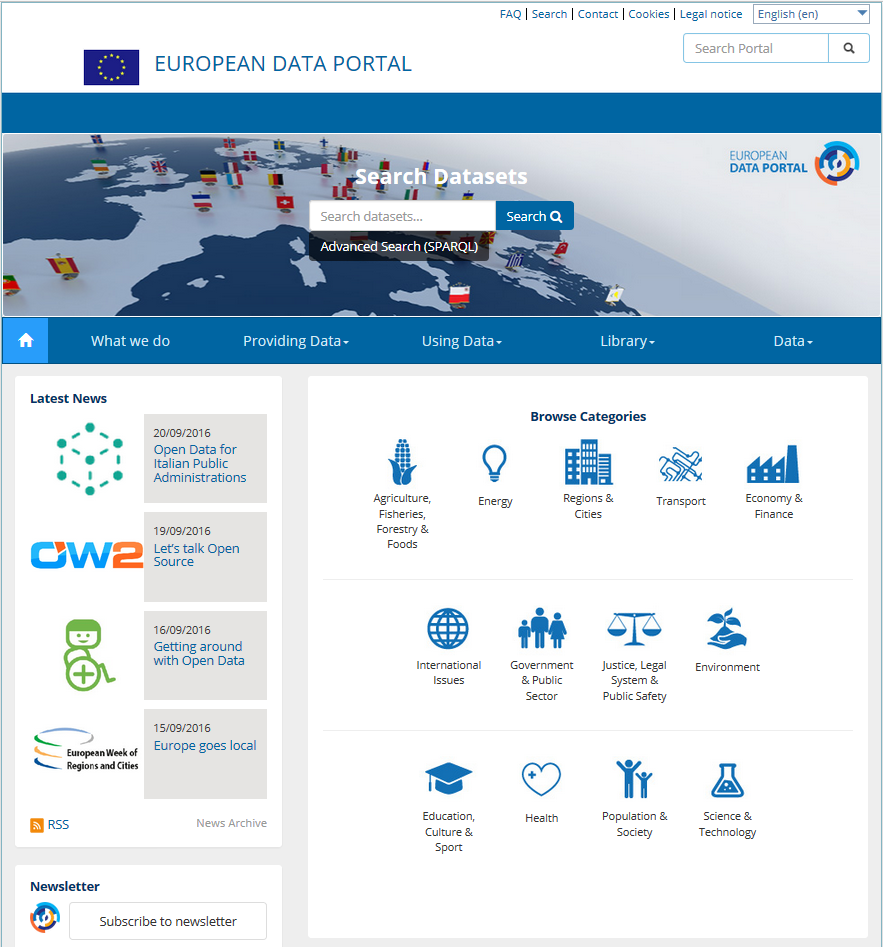 FAQ | Search | Contact | Cookies | Legal notice English (en)
EUROPEAN DATA PORTAL
Search Portal
EUROPEAN
DATA PORTAL
Search Datasets
Search datasets...
Search
Advanced Search (SPARQL)
What we do Providing Data Using Data Library Data
Latest News
20/09/2016
Open Data for
Italian Public
Administrations
OW2
19/09/2016
Let's talk Open
Source
16/09/2016
Getting around
with Open Data
European Week of
Regions and Cities
15/09/2016
Europe goes local
RSS
News Archive
Newsletter
Subscribe to newsletter
Browse Categories
Agriculture,
Fisheries,
Forestry &
Foods
Energy
Regions &
Cities
Transport
Economy &
Finance
International
Issues
Government
& Public
Sector
Justice, Legal
System &
Public Safety
Environment
Education,
Culture &
Sport
Health
Population &
Society
Science &
Technology